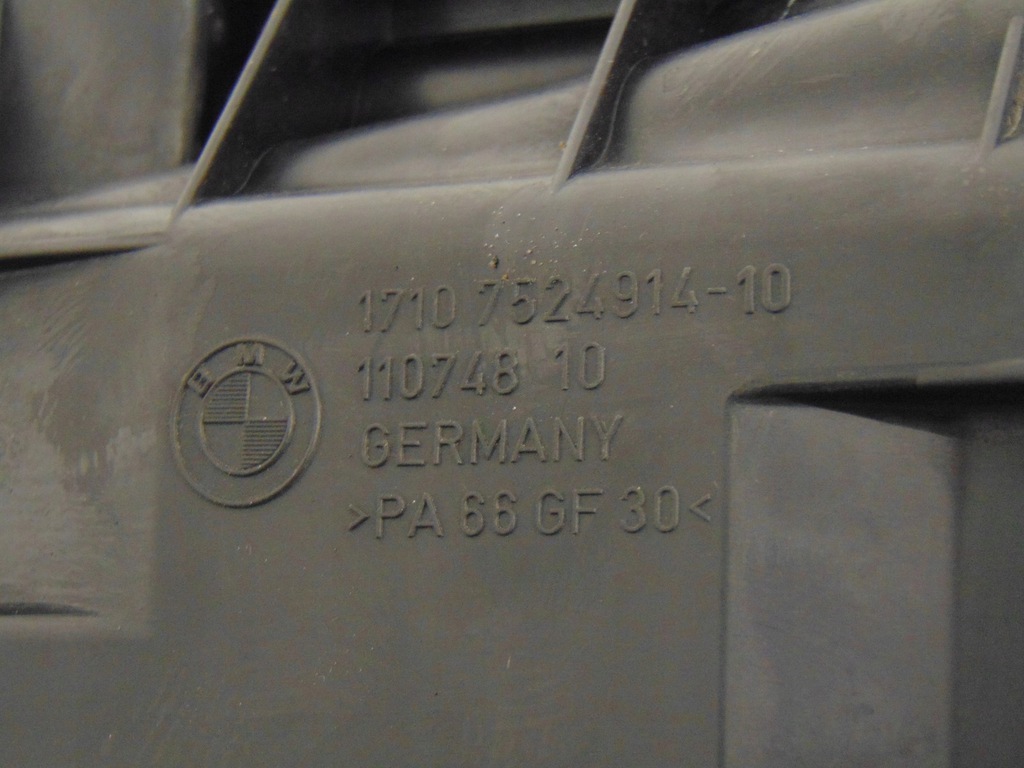 BMW
1710 7524914-10
110748 10
GERMANY
>PA 66 GF 30<